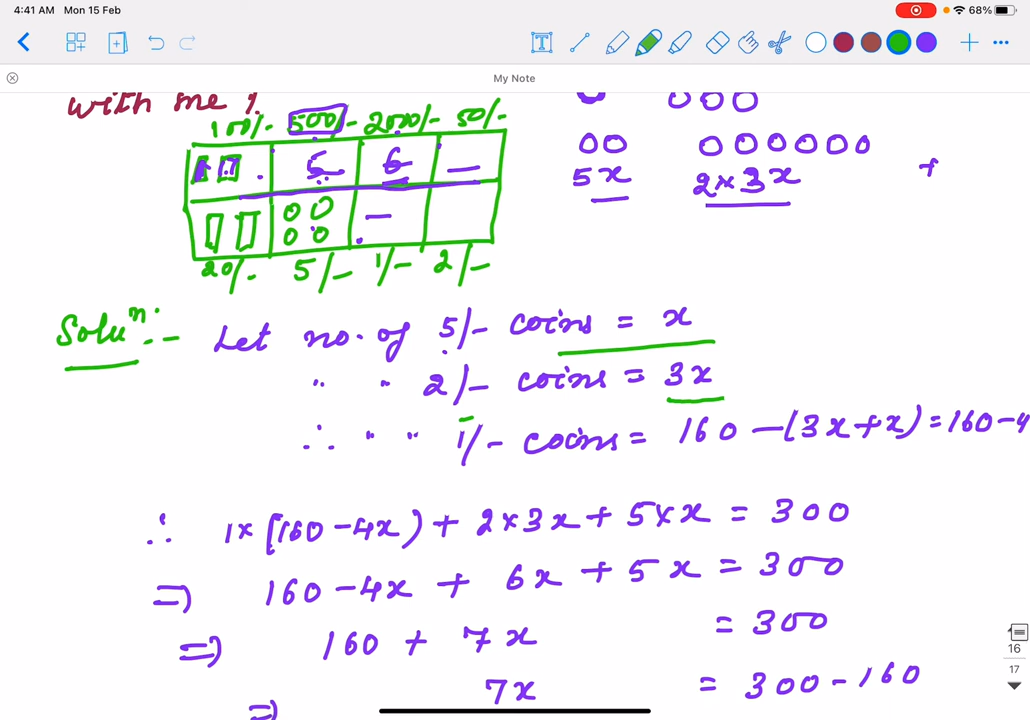 4:41 AM Mon 15 Feb 68%
My Note
with me ?
100/- 500/- 2000/- 50/-
5 6
20/- 5/- 1/- 2/-
5x 2×3x +
Soluⁿ:- Let no. of 5/- coins = x
" " 2/- coins = 3x
∴ " " 1/- coins = 160 - (3x+x) = 160-4
∴ 1×(160-4x) + 2×3x + 5×x = 300
=> 160-4x + 6x + 5x = 300
=> 160 + 7x = 300
=> 7x = 300-160
16
17